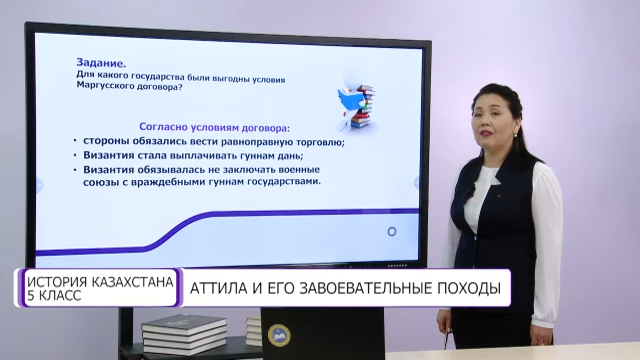 Задание.
Для какого государства были выгодны условия
Маргусского договора?
Согласно условиям договора:
• стороны обязались вести равноправную торговлю;
• Византия стала выплачивать гуннам дань;
• Византия обязывалась не заключать военные
союзы с враждебными гуннам государствами.
ИСТОРИЯ КАЗАХСТАНА
5 КЛАСС
АТТИЛА И ЕГО ЗАВОЕВАТЕЛЬНЫЕ ПОХОДЫ